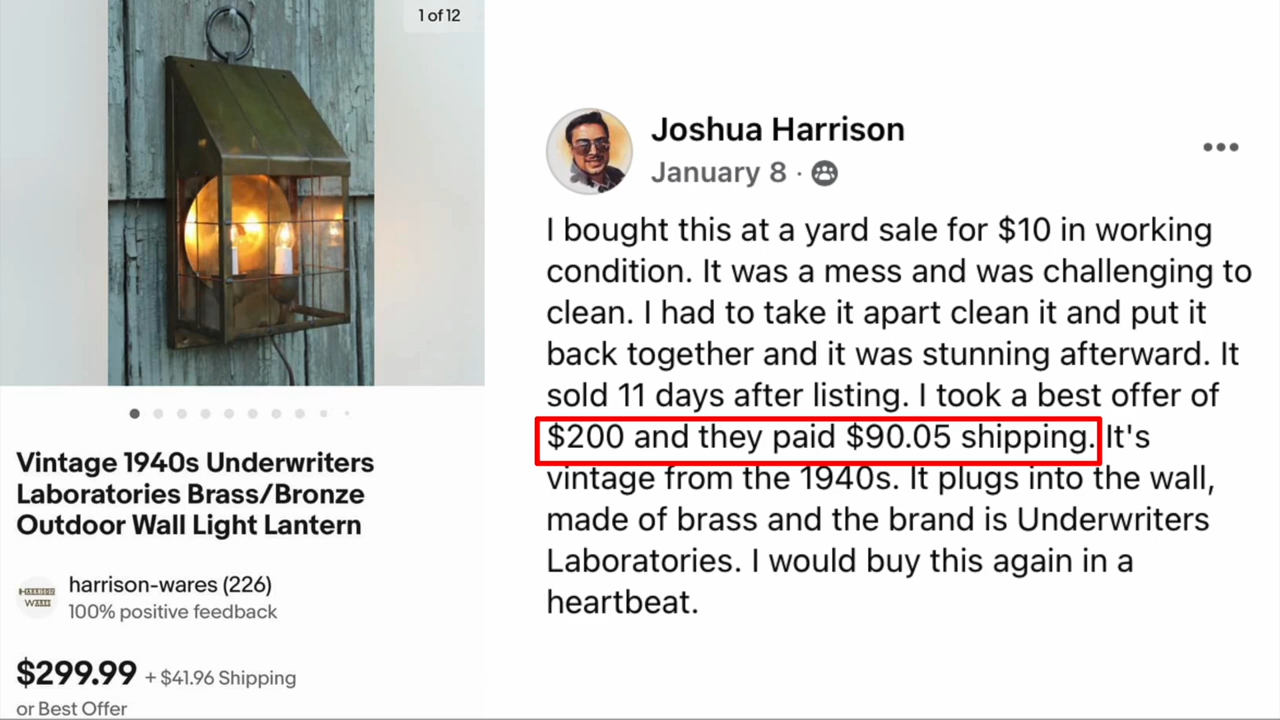 1 of 12
Vintage 1940s Underwriters
Laboratories Brass/Bronze
Outdoor Wall Light Lantern
HARRISON
WARES
harrison-wares (226)
100% positive feedback
$299.99 + $41.96 Shipping
or Best Offer
Joshua Harrison
January 8 ·
I bought this at a yard sale for $10 in working
condition. It was a mess and was challenging to
clean. I had to take it apart clean it and put it
back together and it was stunning afterward. It
sold 11 days after listing. I took a best offer of
$200 and they paid $90.05 shipping. It's
vintage from the 1940s. It plugs into the wall,
made of brass and the brand is Underwriters
Laboratories. I would buy this again in a
heartbeat.